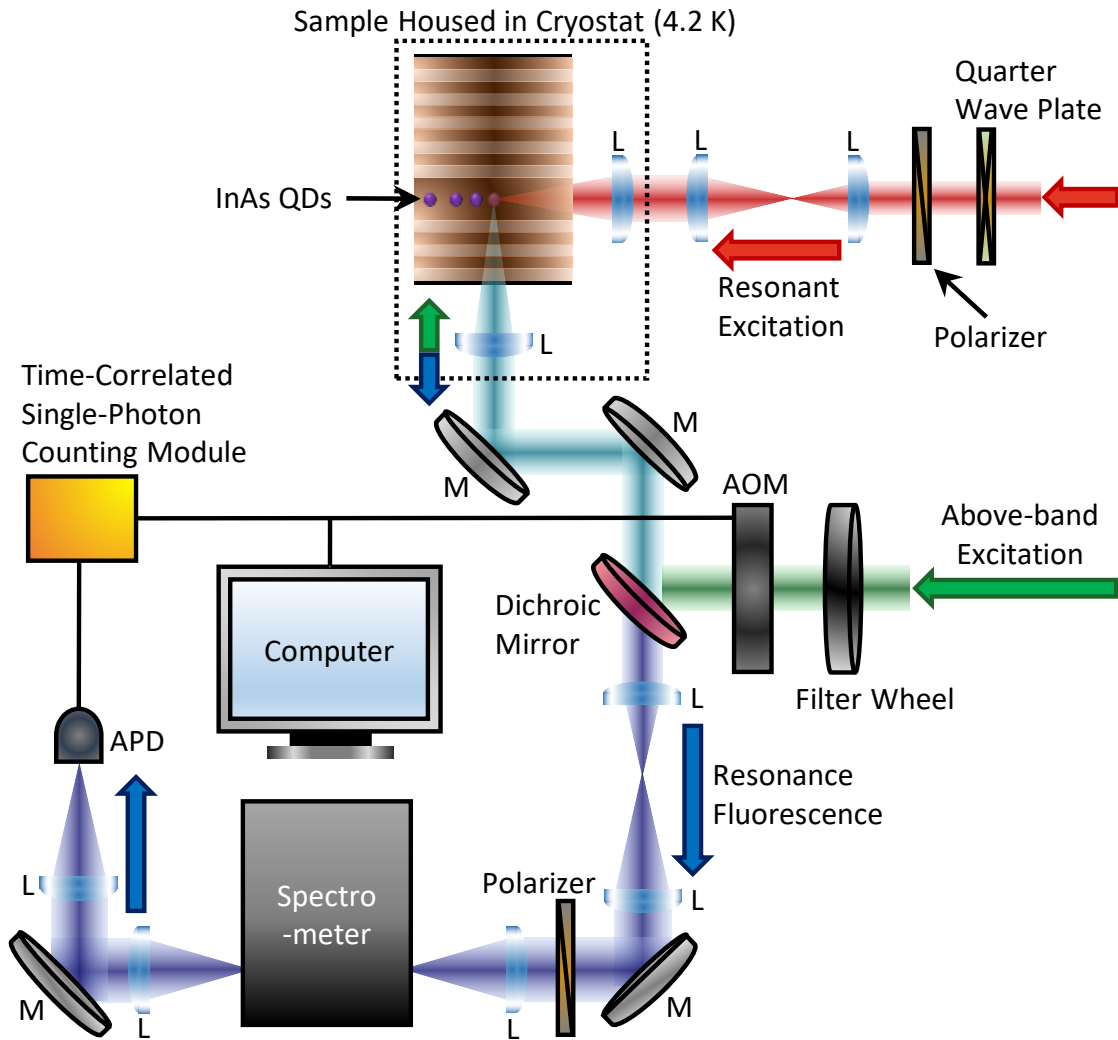 Sample Housed in Cryostat (4.2 K)
Quarter
Wave Plate
L
L
L
InAs QDs
Resonant
Excitation
Polarizer
L
Time-Correlated
Single-Photon
Counting Module
M
M
AOM
Above-band
Excitation
Dichroic
Mirror
Computer
L
Filter Wheel
APD
Resonance
Fluorescence
L
Polarizer
L
Spectro
-meter
M
L
L
M